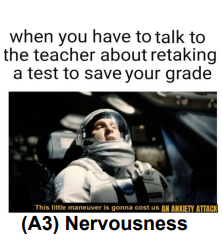 when you have to talk to
the teacher about retaking
a test to save your grade
This little maneuver is gonna cost us AN ANXIETY ATTACK
(A3) Nervousness